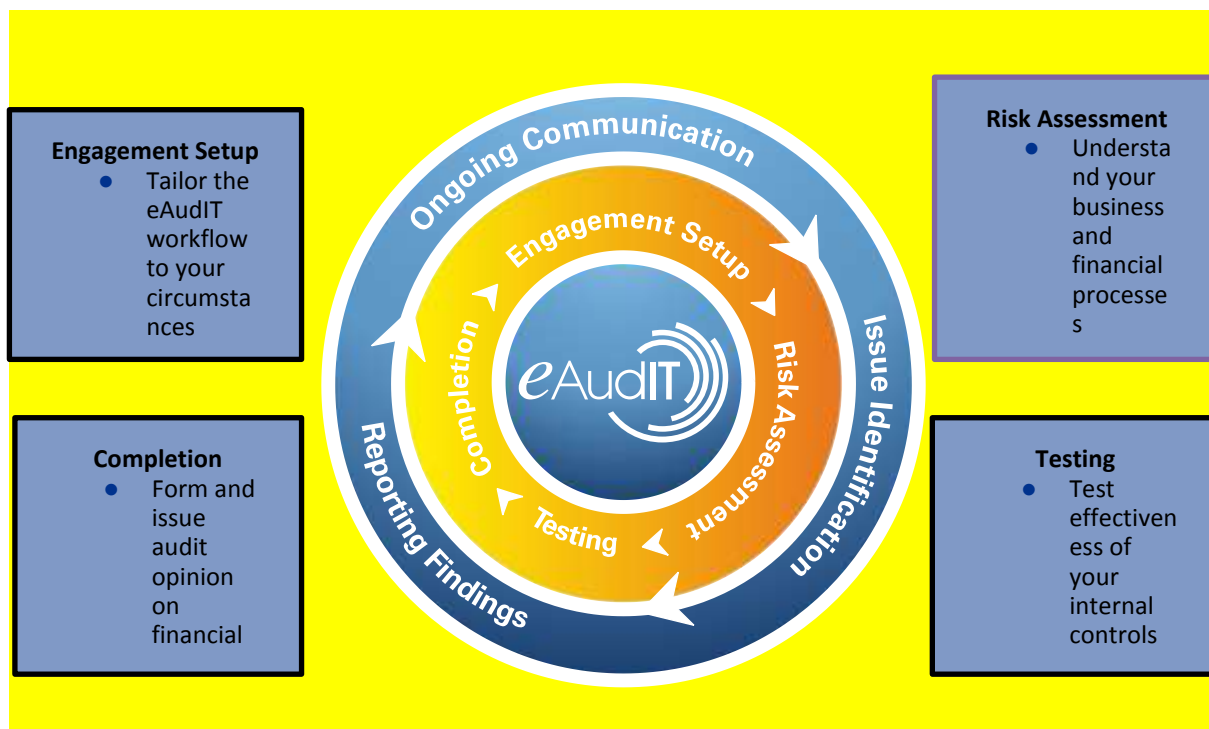 Engagement Setup
● Tailor the
eAudIT
workflow
to your
circumsta
nces
Ongoing Communication
Engagement Setup
Risk Assessment
● Understa
nd your
business
and
financial
processe
s
Issue Identification
Risk Assessment
eAudIT
Completion
Testing
Reporting Findings
Completion
● Form and
issue
audit
opinion
on
financial
Testing
● Test
effectiven
ess of
your
internal
controls